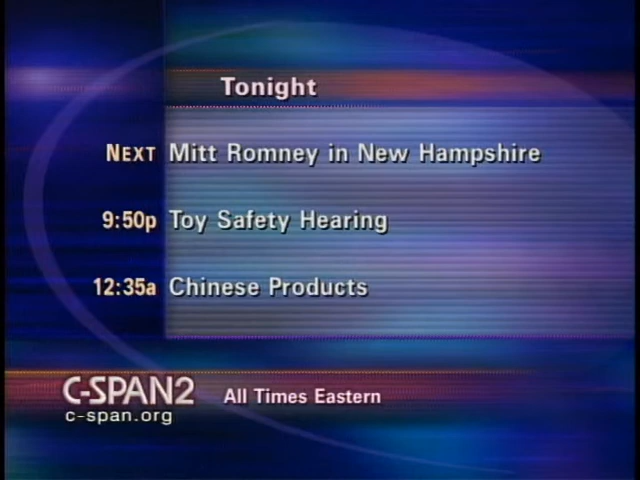 Tonight
NEXT Mitt Romney in New Hampshire
9:50p Toy Safety Hearing
12:35a Chinese Products
C-SPAN2 All Times Eastern
c-span.org